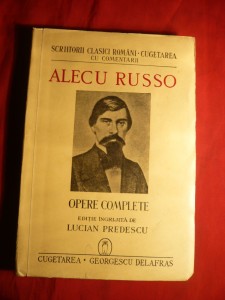 SCRIITORII CLASICI ROMÂNI-CUGETAREA
CU COMENTARII
ALECU RUSSO
OPERE COMPLETE
EDIȚIE ÎNGRIJITĂ DE
LUCIAN PREDESCU
CUGETAREA • GEORGESCU DELAFRAS